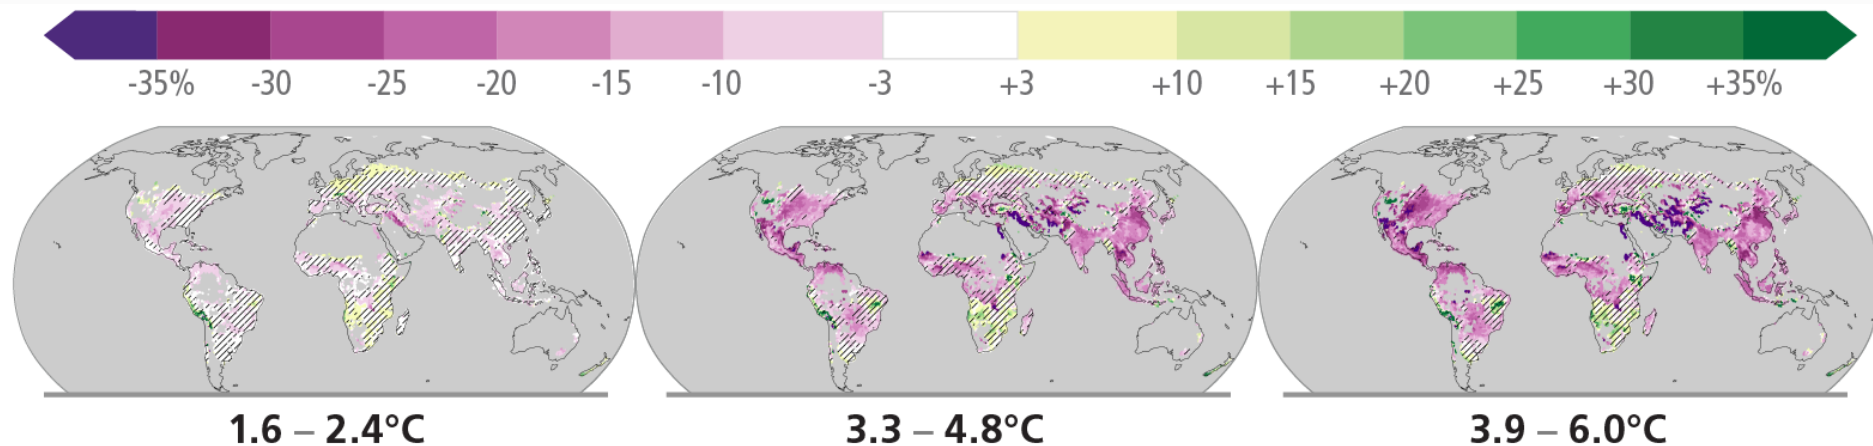 -35% -30 -25 -20 -15 -10 -3 +3 +10 +15 +20 +25 +30 +35%
1.6 – 2.4°C 3.3 – 4.8°C 3.9 – 6.0°C